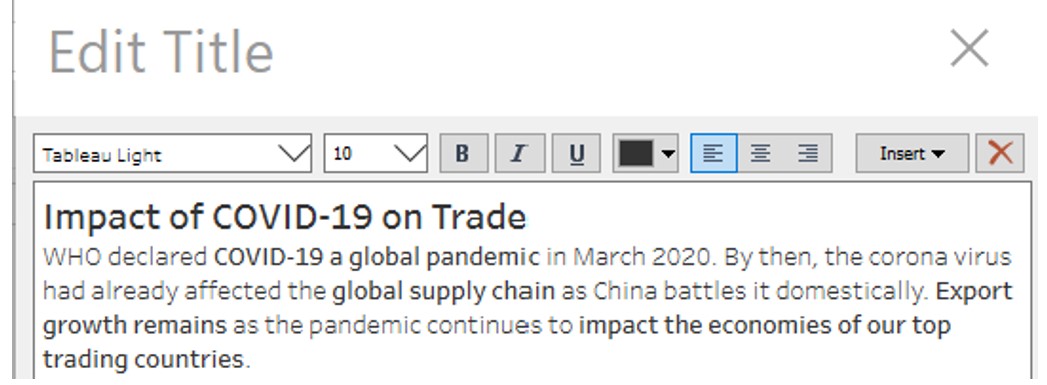 Edit Title
Tableau Light 10 B I U Insert
Impact of COVID-19 on Trade
WHO declared COVID-19 a global pandemic in March 2020. By then, the corona virus
had already affected the global supply chain as China battles it domestically. Export
growth remains as the pandemic continues to impact the economies of our top
trading countries.